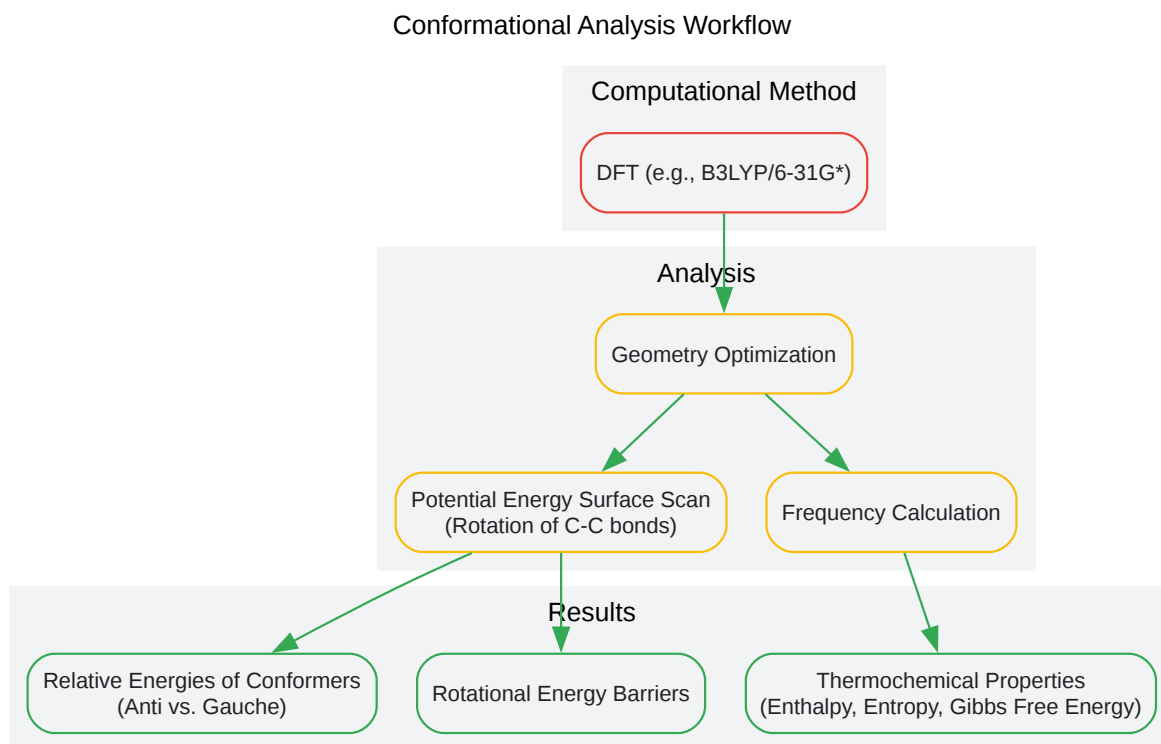 Conformational Analysis Workflow
Computational Method
DFT (e.g., B3LYP/6-31G*)
Analysis
Geometry Optimization
Potential Energy Surface Scan
(Rotation of C-C bonds)
Frequency Calculation
Results
Relative Energies of Conformers
(Anti vs. Gauche)
Rotational Energy Barriers
Thermochemical Properties
(Enthalpy, Entropy, Gibbs Free Energy)